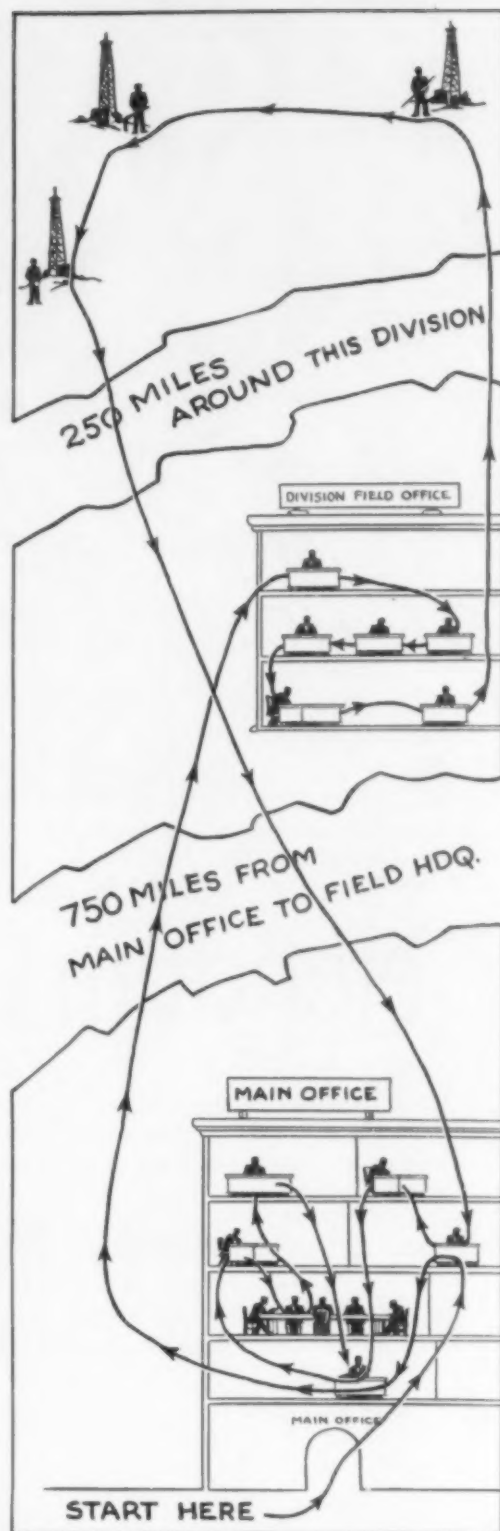 250 MILES
AROUND THIS DIVISION
DIVISION FIELD OFFICE
750 MILES FROM
MAIN OFFICE TO FIELD HDQ.
MAIN OFFICE
MAIN OFFICE
START HERE